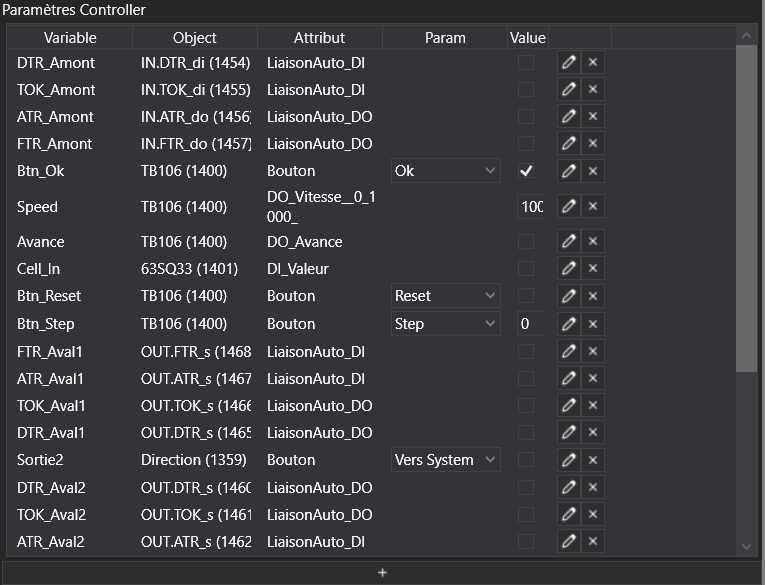 Paramètres Controller
Variable Object Attribut Param Value
DTR_Amont IN.DTR_di (1454) LiaisonAuto_DI
TOK_Amont IN.TOK_di (1455) LiaisonAuto_DI
ATR_Amont IN.ATR_do (1456) LiaisonAuto_DO
FTR_Amont IN.FTR_do (1457) LiaisonAuto_DO
Btn_Ok TB106 (1400) Bouton Ok
Speed TB106 (1400) DO_Vitesse__0_1
000_ 100
Avance TB106 (1400) DO_Avance
Cell_In 63SQ33 (1401) DI_Valeur
Btn_Reset TB106 (1400) Bouton Reset
Btn_Step TB106 (1400) Bouton Step 0
FTR_Aval1 OUT.FTR_s (1468 LiaisonAuto_DI
ATR_Aval1 OUT.ATR_s (1467 LiaisonAuto_DI
TOK_Aval1 OUT.TOK_s (1466 LiaisonAuto_DO
DTR_Aval1 OUT.DTR_s (1465 LiaisonAuto_DO
Sortie2 Direction (1359) Bouton Vers System
DTR_Aval2 OUT.DTR_s (1460 LiaisonAuto_DO
TOK_Aval2 OUT.TOK_s (1461 LiaisonAuto_DO
ATR_Aval2 OUT.ATR_s (1462 LiaisonAuto_DI
+